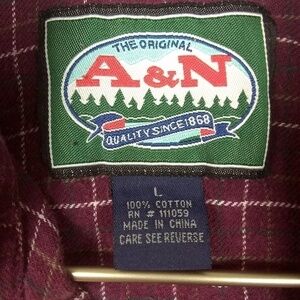 THE ORIGINAL
A&N
QUALITY SINCE 1868
L
100% COTTON
RN # 111059
MADE IN CHINA
CARE SEE REVERSE